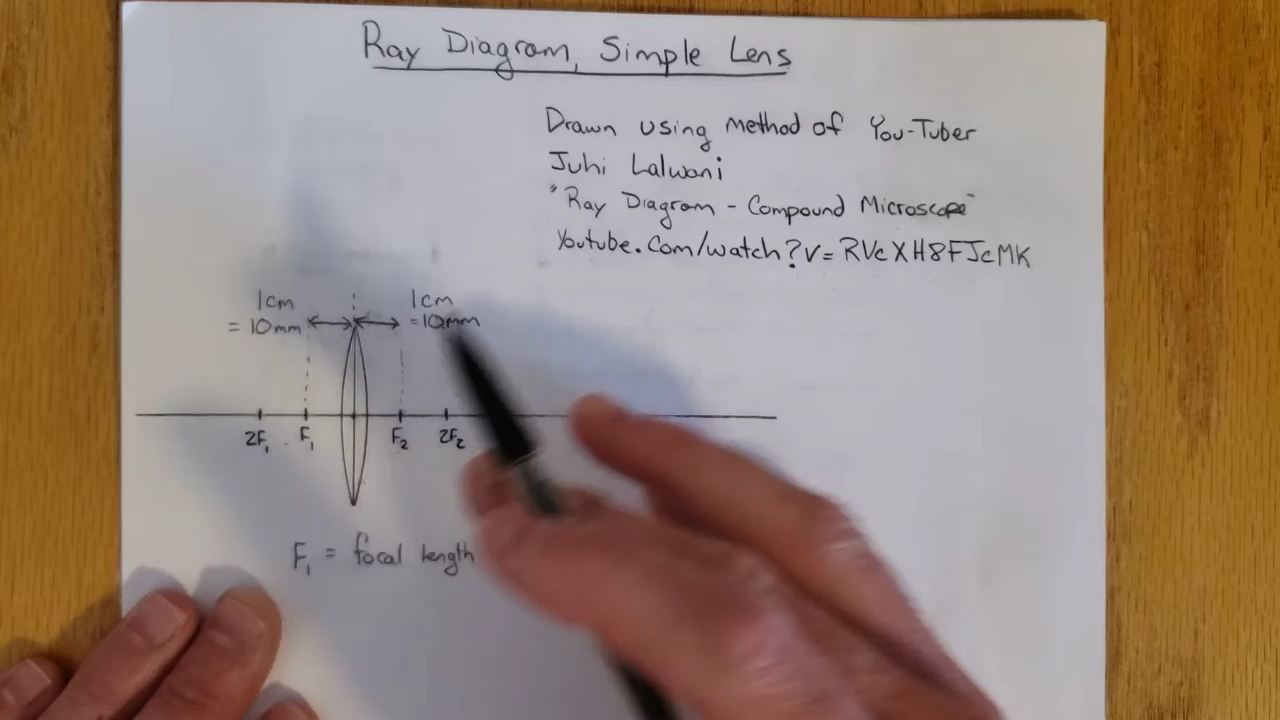 Ray Diagram, Simple Lens
Drawn using method of You-Tuber
Juhi Lalwani
"Ray Diagram - Compound Microscope"
Youtube.com/watch?v=RVcXH8FJcMK
1cm
= 10mm
1cm
= 10mm
2F₁ F₁ F₂ 2F₂
F₁ = focal length